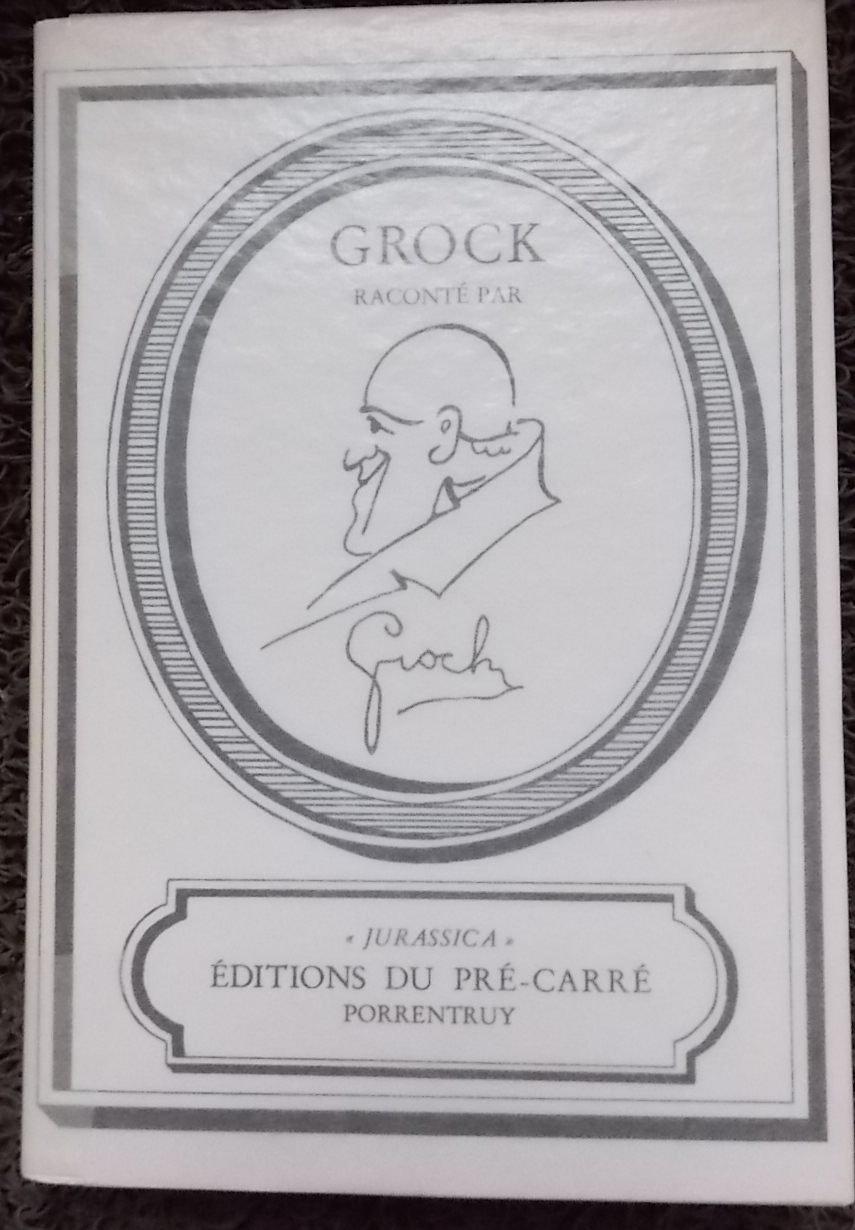 GROCK
RACONTÉ PAR
Grock
« JURASSICA »
ÉDITIONS DU PRÉ-CARRÉ
PORRENTRUY